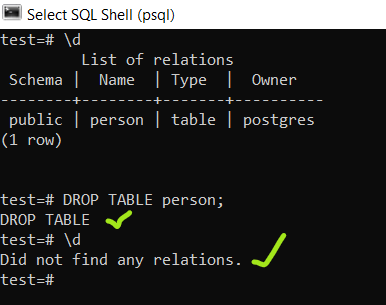 Select SQL Shell (psql)
test=# \d
List of relations
Schema | Name | Type | Owner
--------+--------+-------+----------
public | person | table | postgres
(1 row)
test=# DROP TABLE person;
DROP TABLE
test=# \d
Did not find any relations.
test=#